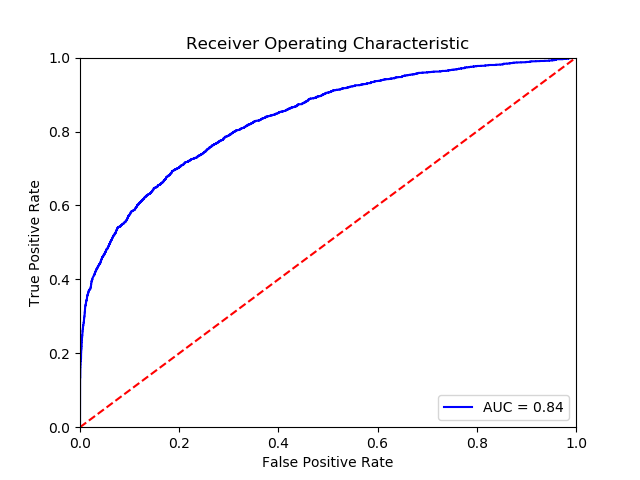 Receiver Operating Characteristic
True Positive Rate
1.0
0.8
0.6
0.4
0.2
0.0
AUC = 0.84
0.0 0.2 0.4 0.6 0.8 1.0
False Positive Rate